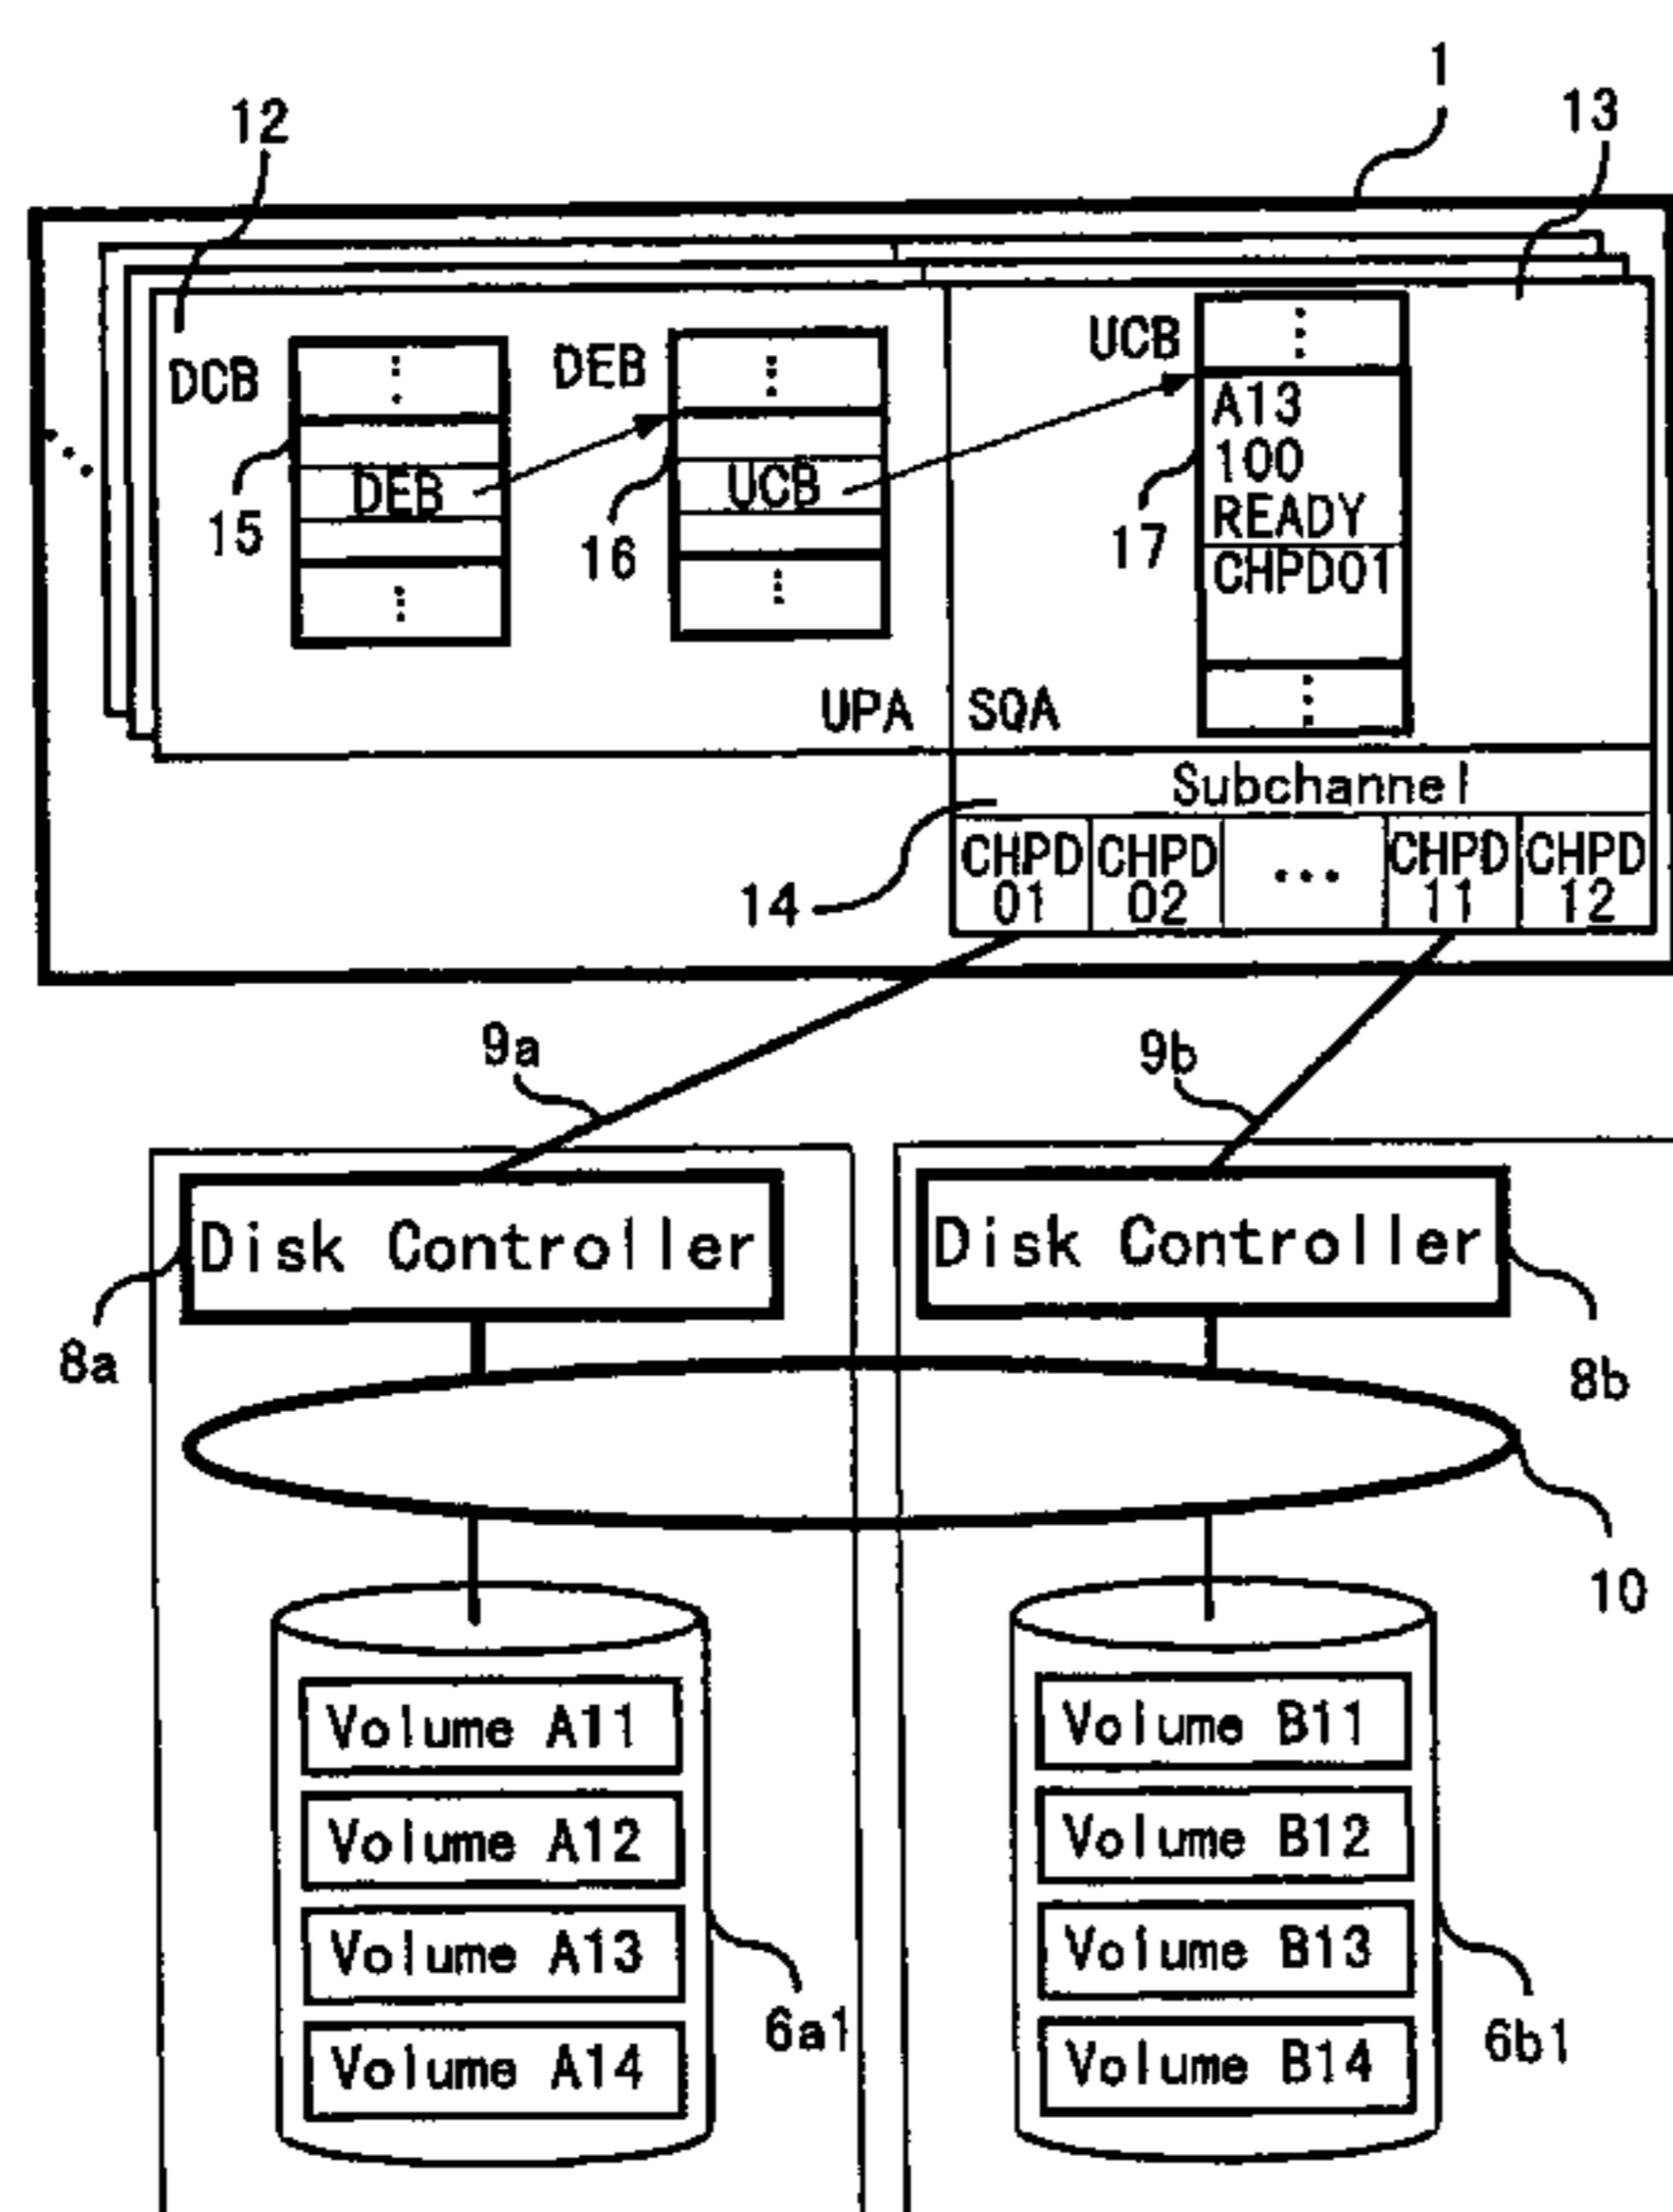 1
12
13
DCB
DEB
UCB
A13
100
READY
CHPD01
DEB
UCB
15
16
17
UPA
SQA
Subchannel
14
CHPD
01
CHPD
02
...
CHPD
11
CHPD
12
9a
9b
Disk Controller
Disk Controller
8a
8b
10
Volume A11
Volume A12
Volume A13
Volume A14
6a1
Volume B11
Volume B12
Volume B13
Volume B14
6b1